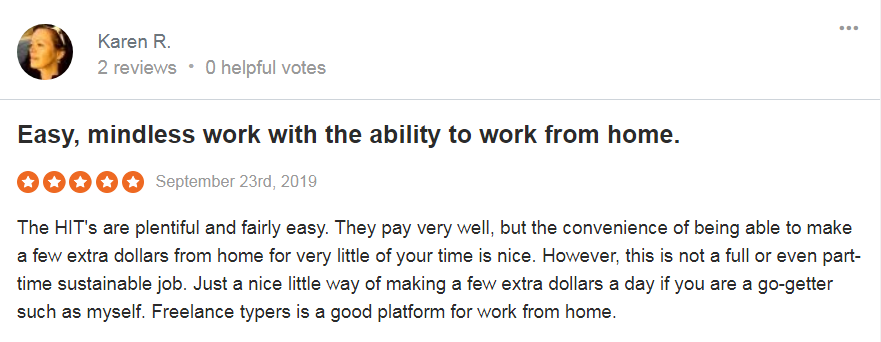 Karen R.
2 reviews • 0 helpful votes
Easy, mindless work with the ability to work from home.
September 23rd, 2019
The HIT's are plentiful and fairly easy. They pay very well, but the convenience of being able to make
a few extra dollars from home for very little of your time is nice. However, this is not a full or even part-
time sustainable job. Just a nice little way of making a few extra dollars a day if you are a go-getter
such as myself. Freelance typers is a good platform for work from home.